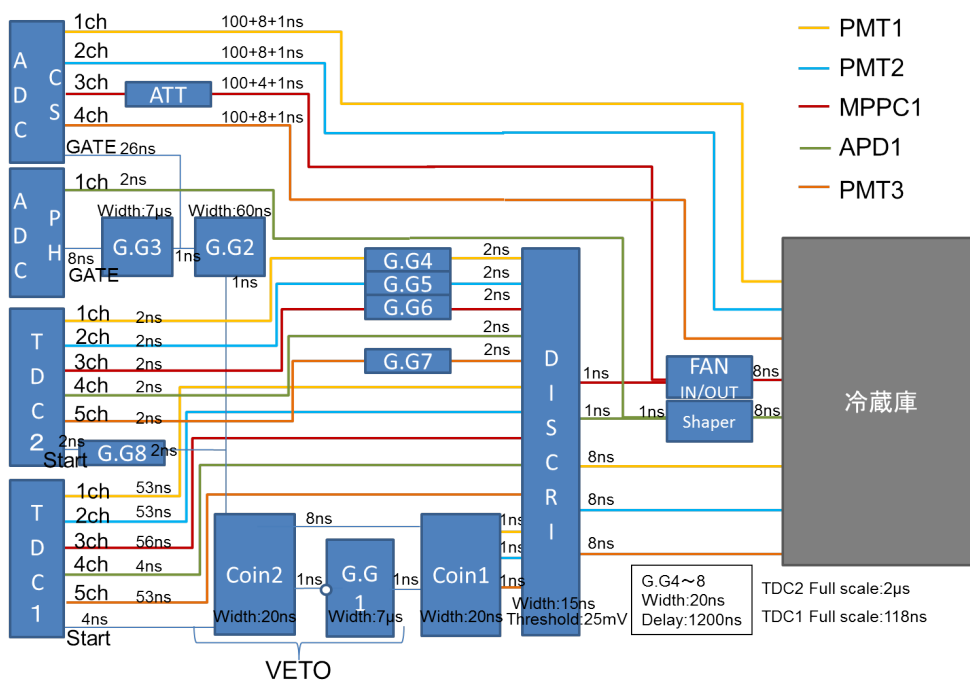 ADC CS
1ch 100+8+1ns
2ch 100+8+1ns
3ch ATT 100+4+1ns
4ch 100+8+1ns
GATE 26ns
PMT1
PMT2
MPPC1
APD1
PMT3
ADC PH
1ch 2ns
Width:7μs
Width:60ns
G.G3
G.G2
8ns
1ns
GATE
1ns
TDC2
1ch 2ns
2ch 2ns
3ch 2ns
4ch 2ns
5ch 2ns
2ns
Start
G.G8
2ns
G.G4
2ns
G.G5
2ns
G.G6
2ns
2ns
G.G7
2ns
DISCRI
1ns
FAN
IN/OUT
8ns
1ns
1ns
Shaper
8ns
8ns
8ns
8ns
冷蔵庫
TDC1
1ch 53ns
2ch 53ns
3ch 56ns
4ch 4ns
5ch 53ns
4ns
Start
Coin2
Width:20ns
8ns
1ns
G.G
1
Width:7μs
1ns
Coin1
Width:20ns
1ns
1ns
1ns
Width:15ns
Threshold:25mV
VETO
G.G4～8
Width:20ns
Delay:1200ns
TDC2 Full scale:2μs
TDC1 Full scale:118ns